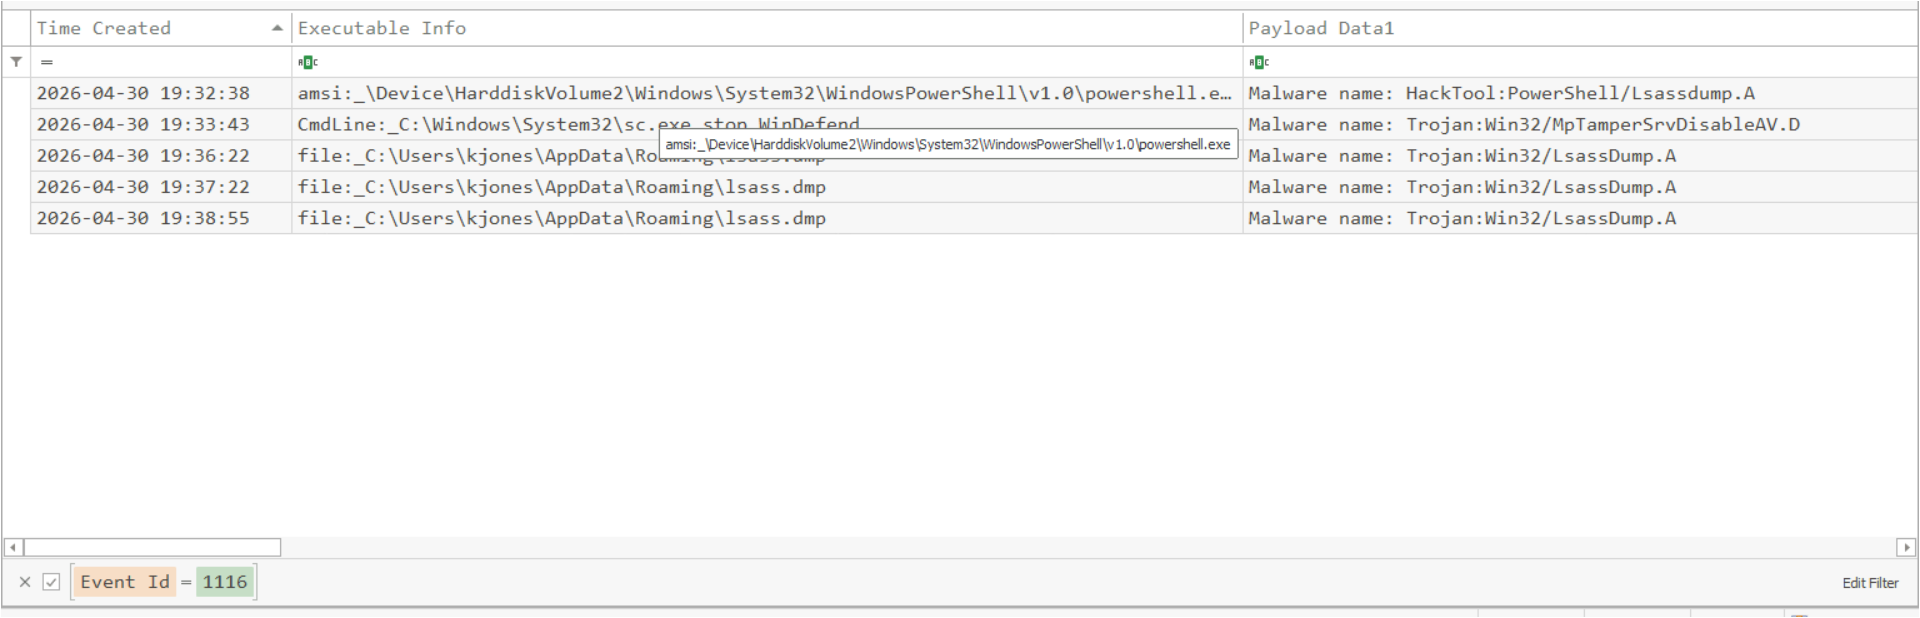 Time Created Executable Info Payload Data1
= ABC ABC
2026-04-30 19:32:38 amsi:_\Device\HarddiskVolume2\Windows\System32\WindowsPowerShell\v1.0\powershell.e… Malware name: HackTool:PowerShell/Lsassdump.A
2026-04-30 19:33:43 CmdLine:_C:\Windows\System32\sc.exe stop WinDefend Malware name: Trojan:Win32/MpTamperSrvDisableAV.D
amsi:_\Device\HarddiskVolume2\Windows\System32\WindowsPowerShell\v1.0\powershell.exe
2026-04-30 19:36:22 file:_C:\Users\kjones\AppData\Roaming\lsass.dmp Malware name: Trojan:Win32/LsassDump.A
2026-04-30 19:37:22 file:_C:\Users\kjones\AppData\Roaming\lsass.dmp Malware name: Trojan:Win32/LsassDump.A
2026-04-30 19:38:55 file:_C:\Users\kjones\AppData\Roaming\lsass.dmp Malware name: Trojan:Win32/LsassDump.A
Event Id = 1116 Edit Filter